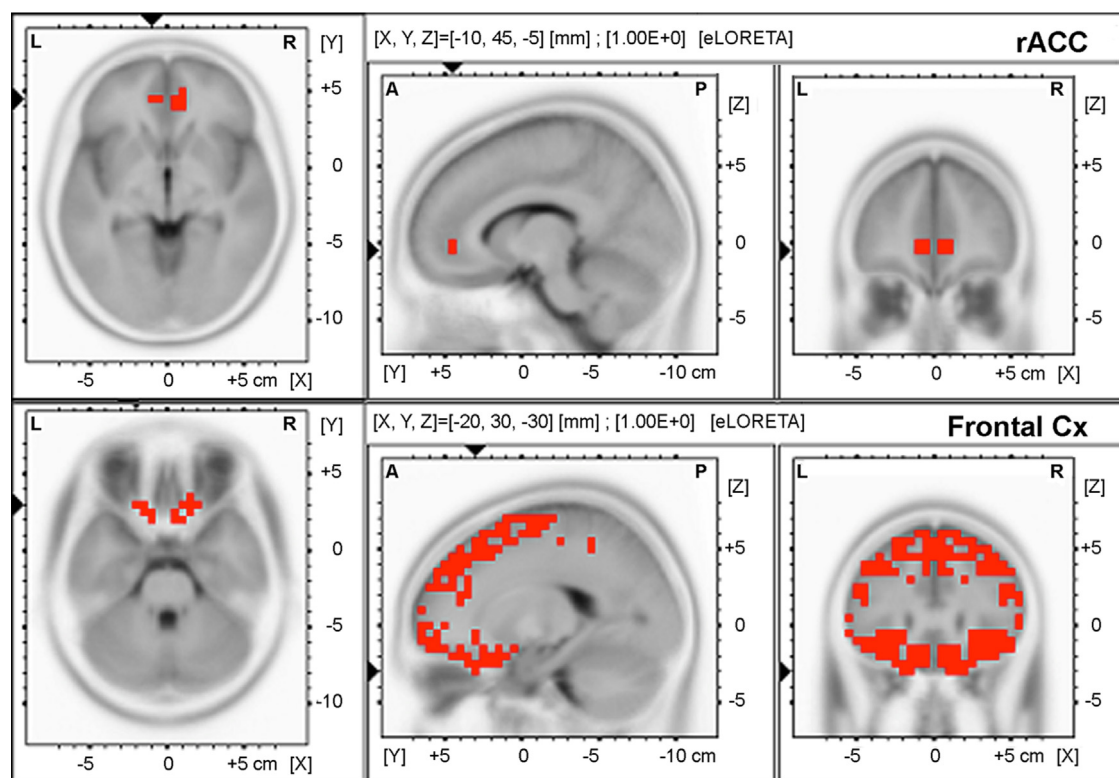 [X, Y, Z]=[-10, 45, -5] [mm] ; [1.00E+0] [eLORETA]
rACC
L R [Y]
+5
0
-5
-10
-5 0 +5 cm [X]
A P [Z]
+5
0
-5
[Y] +5 0 -5 -10 cm
L R [Z]
+5
0
-5
-5 0 +5 cm [X]
[X, Y, Z]=[-20, 30, -30] [mm] ; [1.00E+0] [eLORETA]
Frontal Cx
L R [Y]
+5
0
-5
-10
-5 0 +5 cm [X]
A P [Z]
+5
0
-5
[Y] +5 0 -5 -10 cm
L R [Z]
+5
0
-5
-5 0 +5 cm [X]